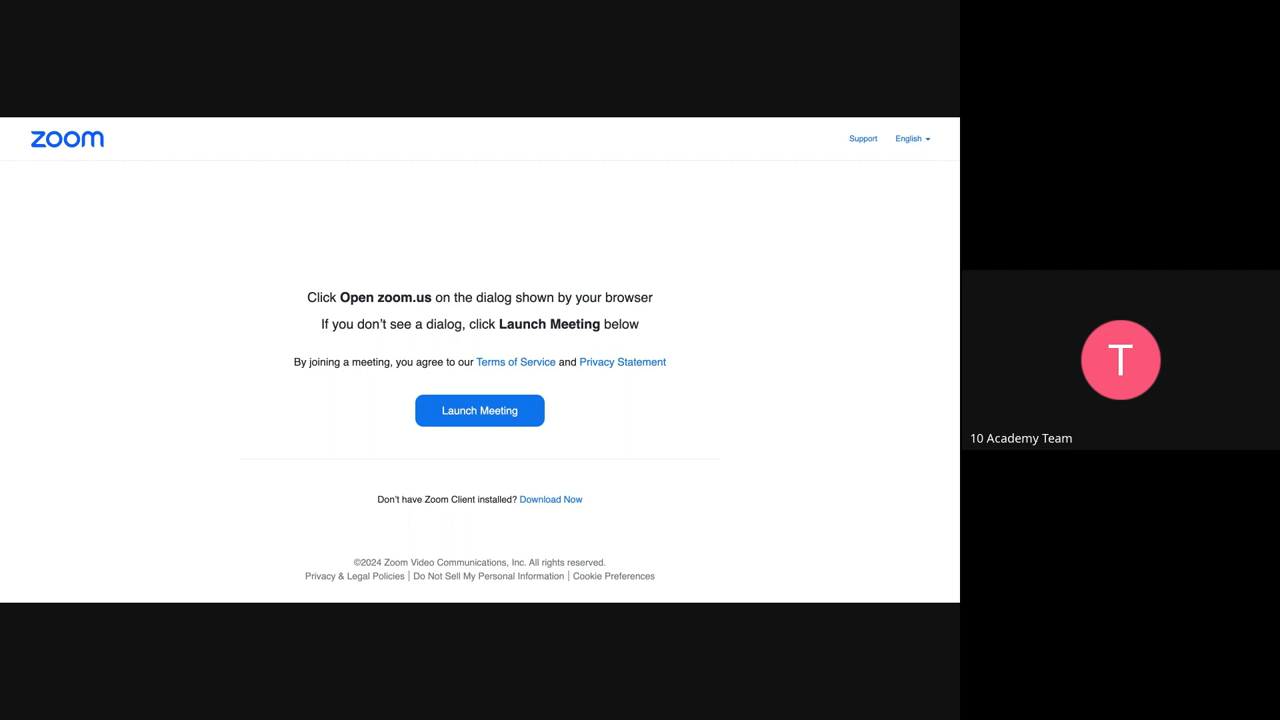 zoom
Support English
Click Open zoom.us on the dialog shown by your browser
If you don’t see a dialog, click Launch Meeting below
By joining a meeting, you agree to our Terms of Service and Privacy Statement
Launch Meeting
Don’t have Zoom Client installed? Download Now
©2024 Zoom Video Communications, Inc. All rights reserved.
Privacy & Legal Policies | Do Not Sell My Personal Information | Cookie Preferences
T
10 Academy Team